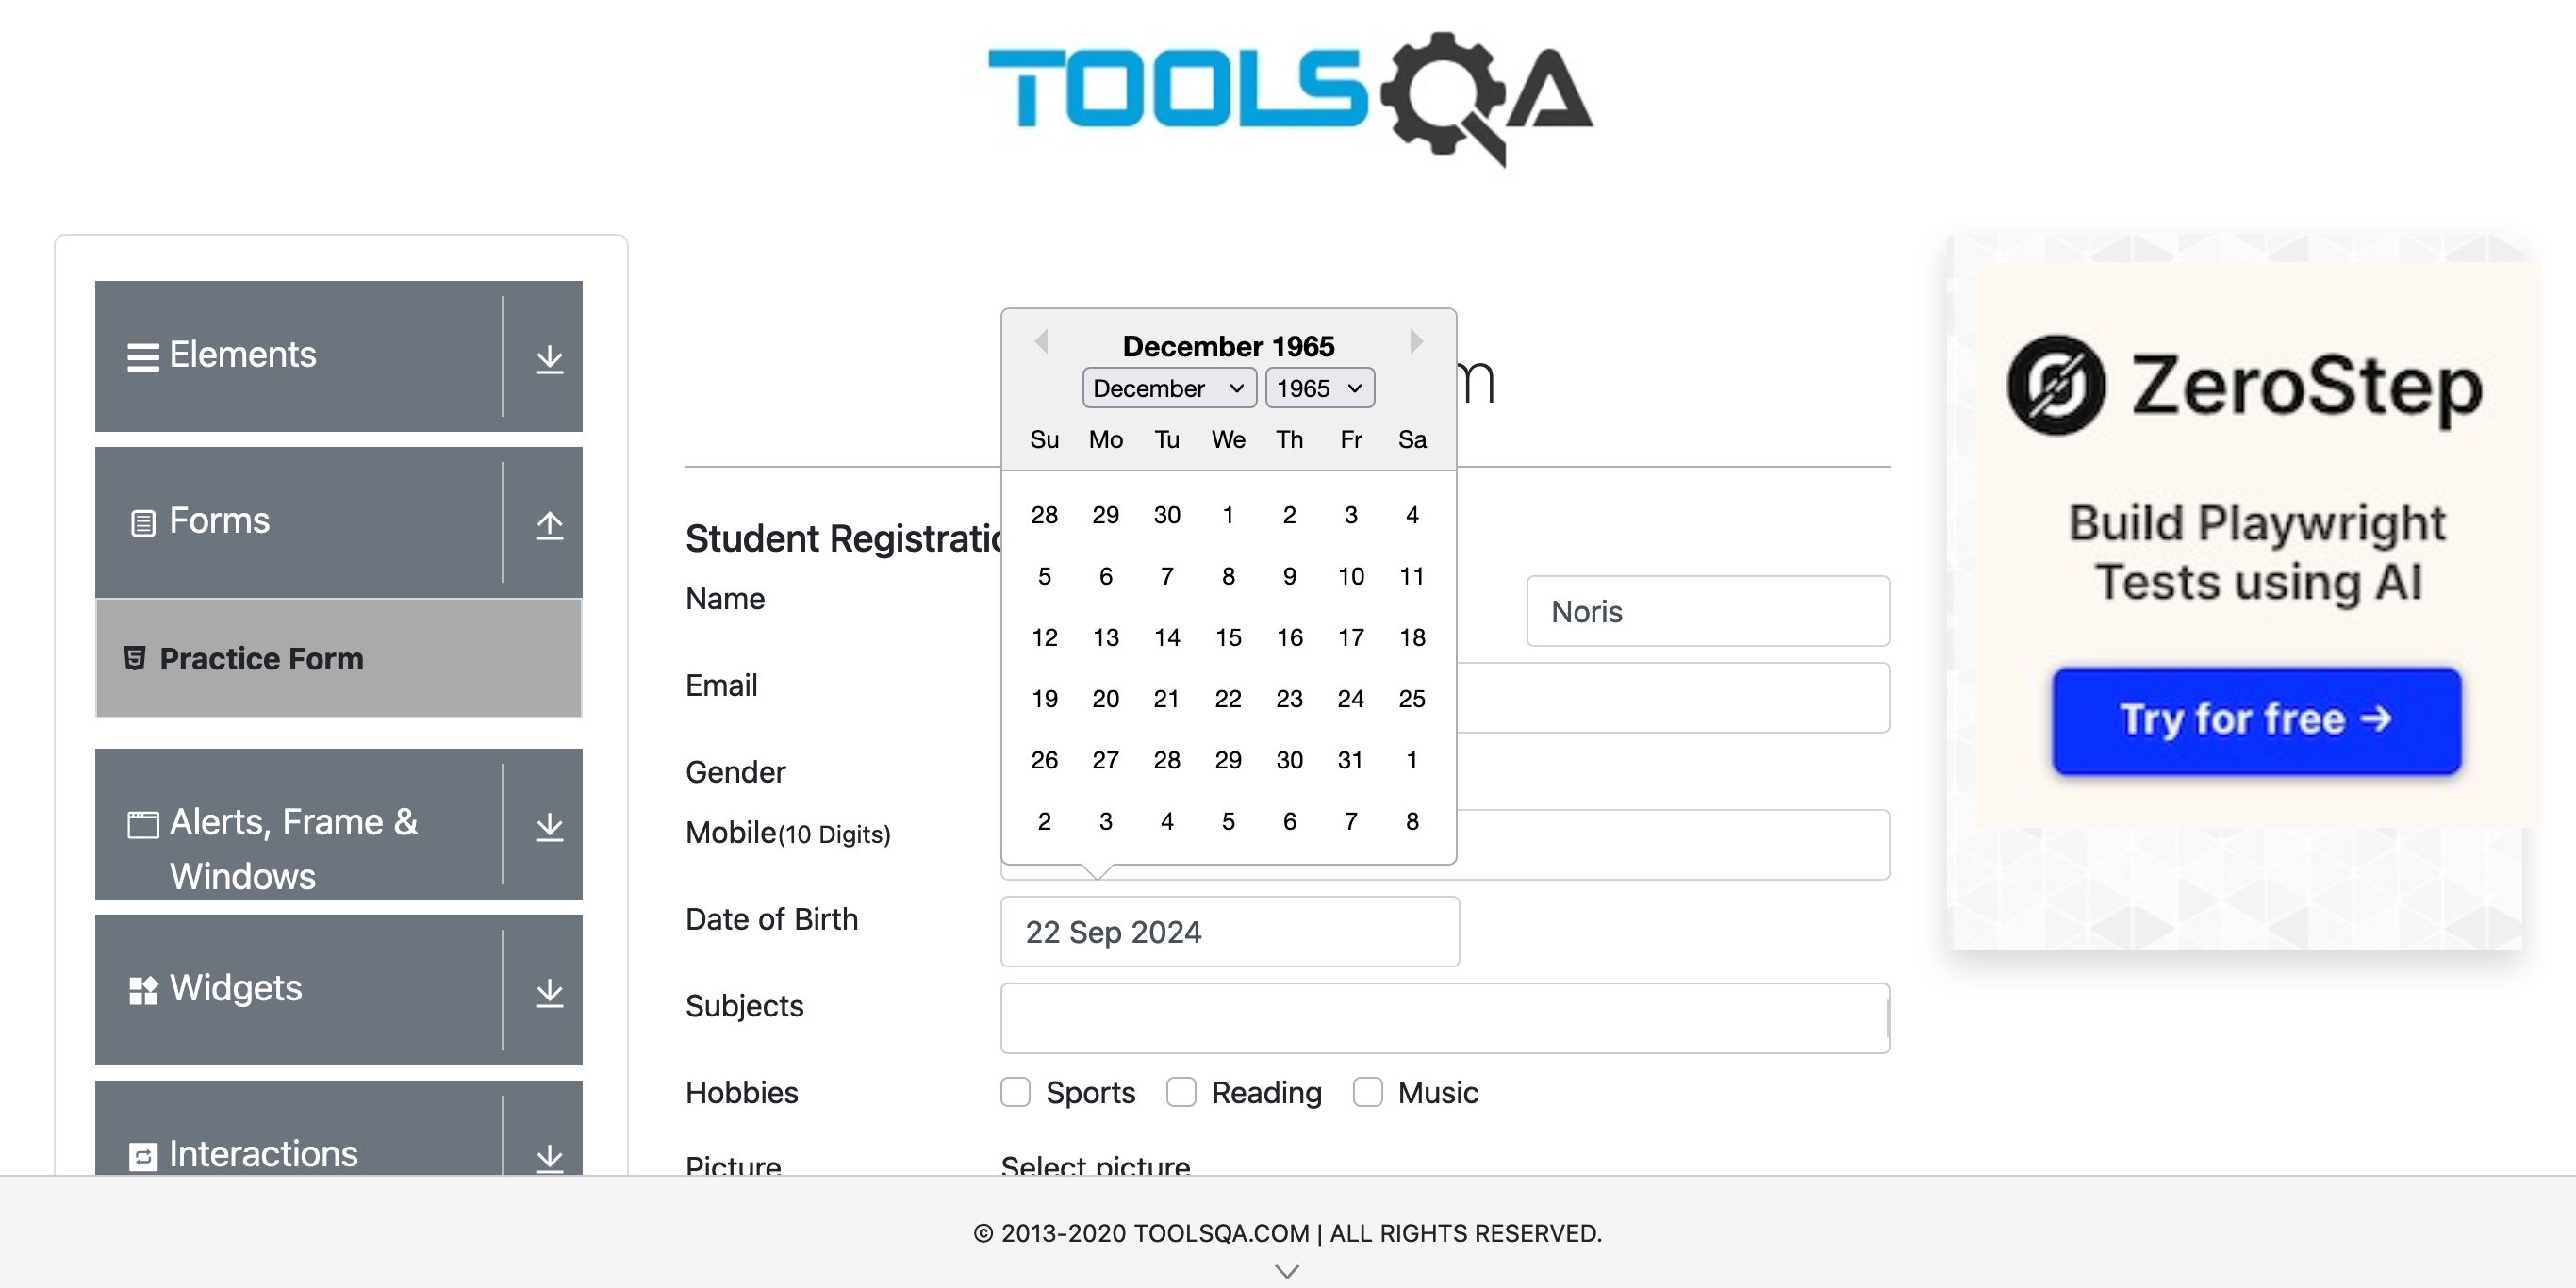 TOOLSQA
Elements
Forms
Practice Form
Alerts, Frame &
Windows
Widgets
Interactions
m
December 1965
December 1965
Su Mo Tu We Th Fr Sa
28 29 30 1 2 3 4
5 6 7 8 9 10 11
12 13 14 15 16 17 18
19 20 21 22 23 24 25
26 27 28 29 30 31 1
2 3 4 5 6 7 8
Student Registratio
Name Noris
Email
Gender
Mobile(10 Digits)
Date of Birth 22 Sep 2024
Subjects
Hobbies Sports Reading Music
Picture Select picture
ZeroStep
Build Playwright
Tests using AI
Try for free →
© 2013-2020 TOOLSQA.COM | ALL RIGHTS RESERVED.